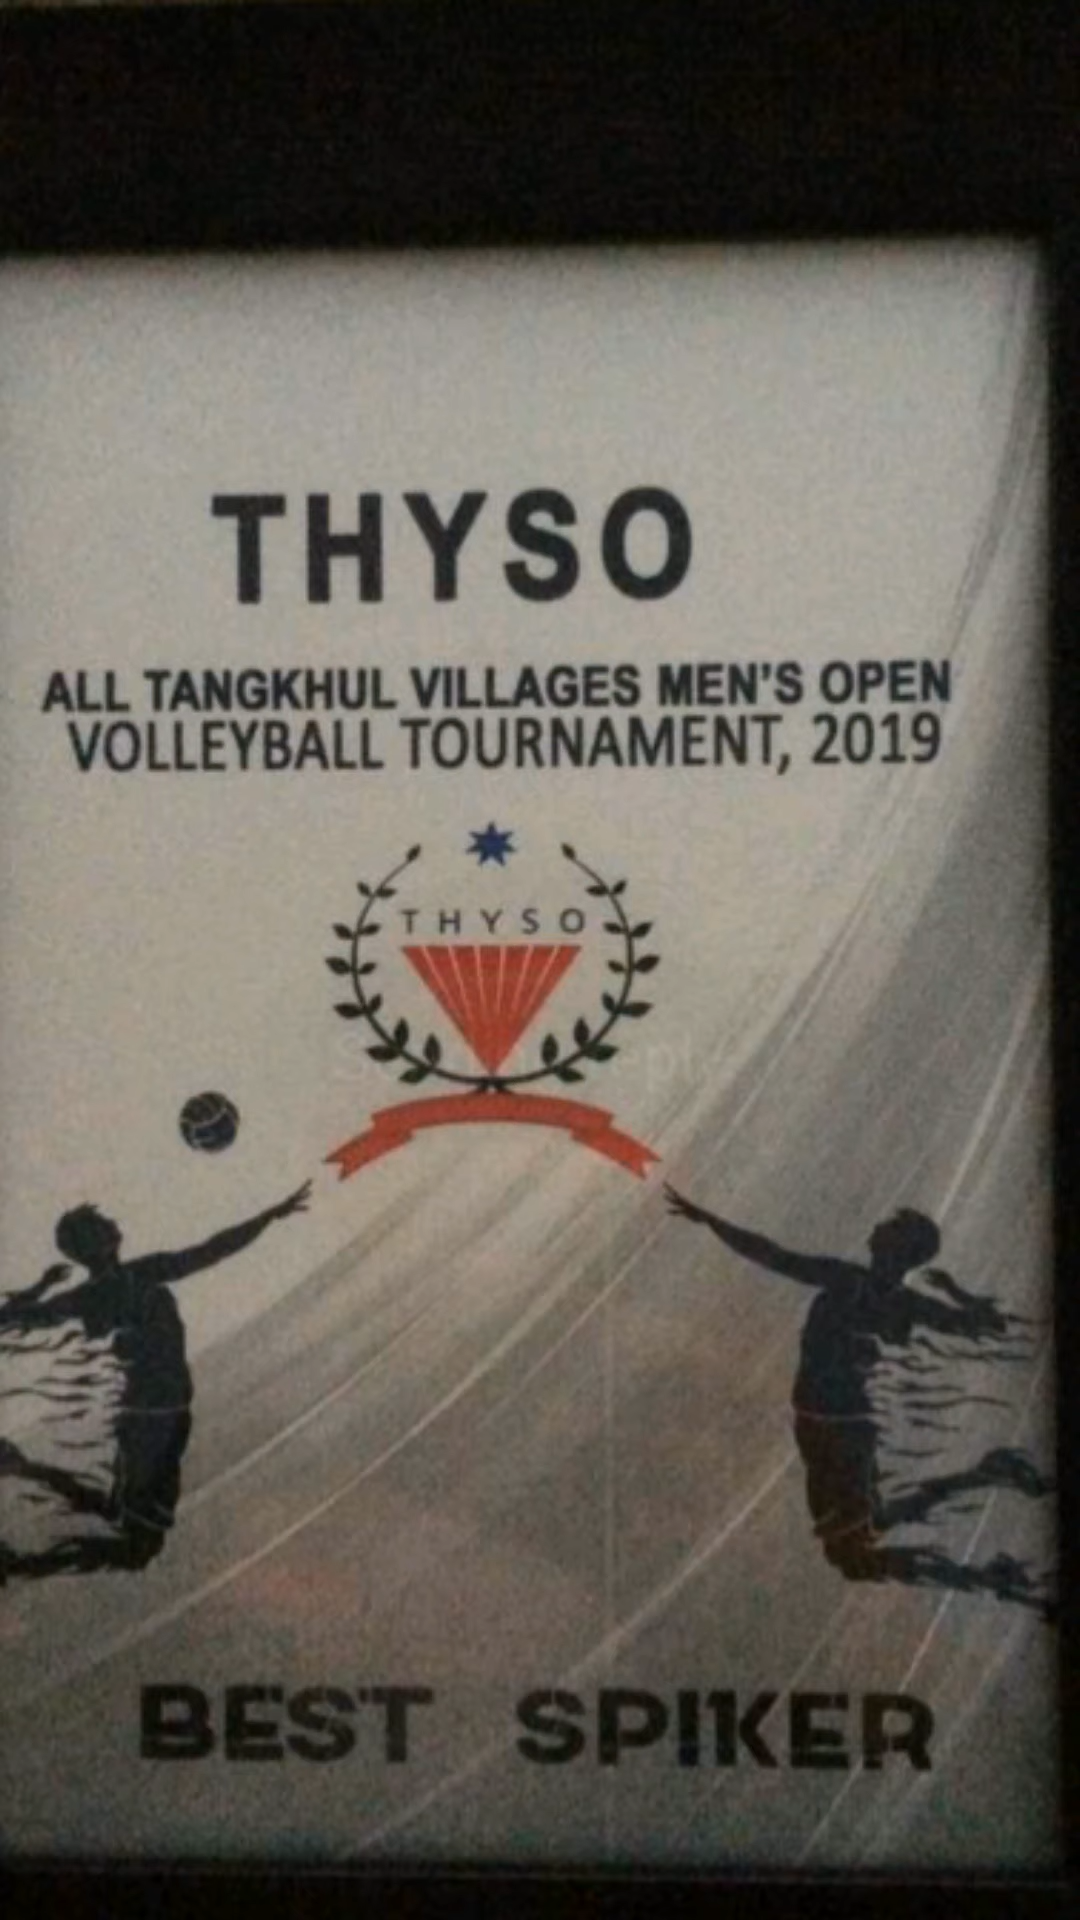 THYSO
ALL TANGKHUL VILLAGES MEN'S OPEN
VOLLEYBALL TOURNAMENT, 2019
THYSO
BEST SPIKER